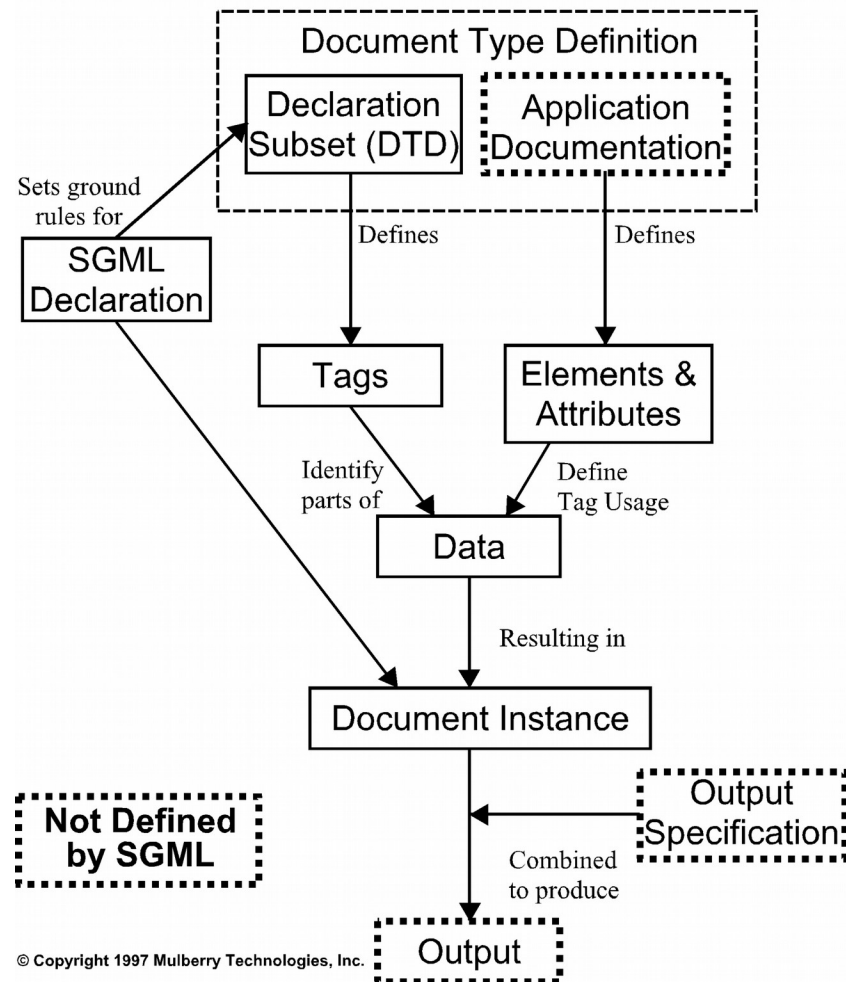 Document Type Definition
Declaration
Subset (DTD)
Application
Documentation
Sets ground
rules for
Defines
Defines
SGML
Declaration
Tags
Elements &
Attributes
Identify
parts of
Define
Tag Usage
Data
Resulting in
Document Instance
Not Defined
by SGML
Output
Specification
Combined
to produce
Output
© Copyright 1997 Mulberry Technologies, Inc.